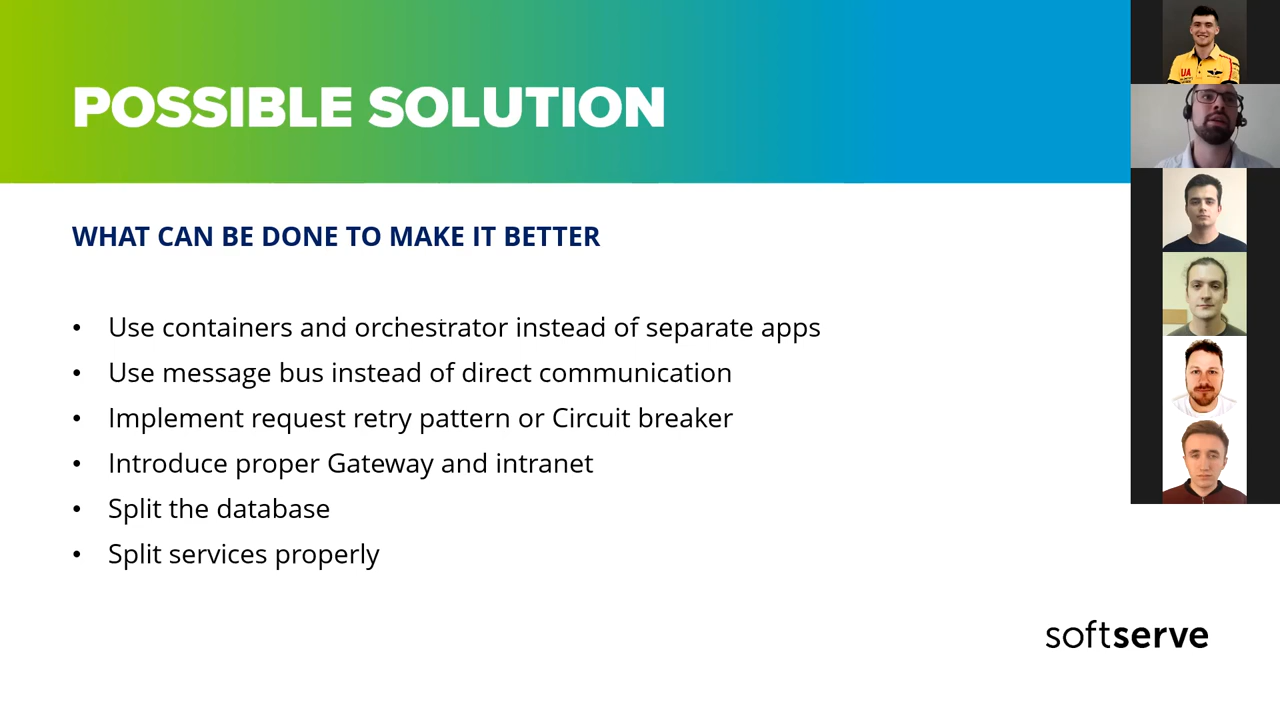 POSSIBLE SOLUTION
WHAT CAN BE DONE TO MAKE IT BETTER
• Use containers and orchestrator instead of separate apps
• Use message bus instead of direct communication
• Implement request retry pattern or Circuit breaker
• Introduce proper Gateway and intranet
• Split the database
• Split services properly
softserve
UA